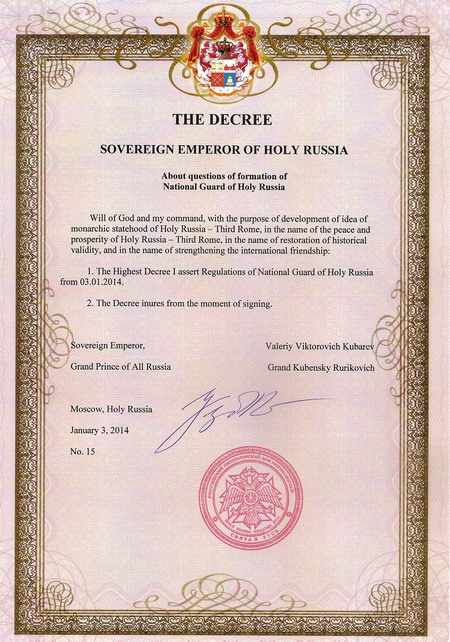 THE DECREE
SOVEREIGN EMPEROR OF HOLY RUSSIA
About questions of formation of
National Guard of Holy Russia
Will of God and my command, with the purpose of development of idea of
monarchic statehood of Holy Russia – Third Rome, in the name of the peace and
prosperity of Holy Russia – Third Rome, in the name of restoration of historical
validity, and in the name of strengthening the international friendship:
1. The Highest Decree I assert Regulations of National Guard of Holy Russia
from 03.01.2014.
2. The Decree inures from the moment of signing.
Sovereign Emperor, Valeriy Viktorovich Kubarev
Grand Prince of All Russia Grand Kubensky Rurikovich
Moscow, Holy Russia
January 3, 2014
No. 15
СВЯТАЯ РУСЬ